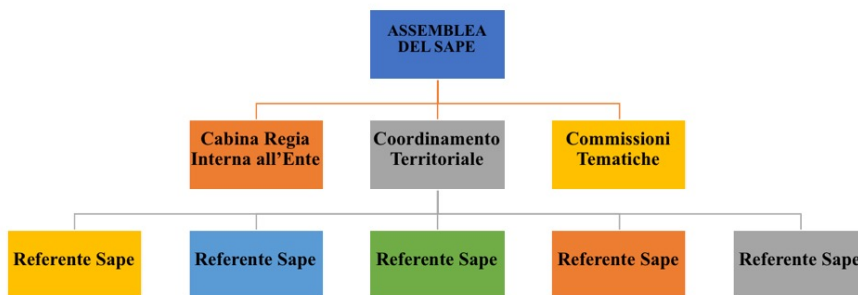 ASSEMBLEA
DEL SAPE
Cabina Regia
Interna all'Ente
Coordinamento
Territoriale
Commissioni
Tematiche
Referente Sape
Referente Sape
Referente Sape
Referente Sape
Referente Sape